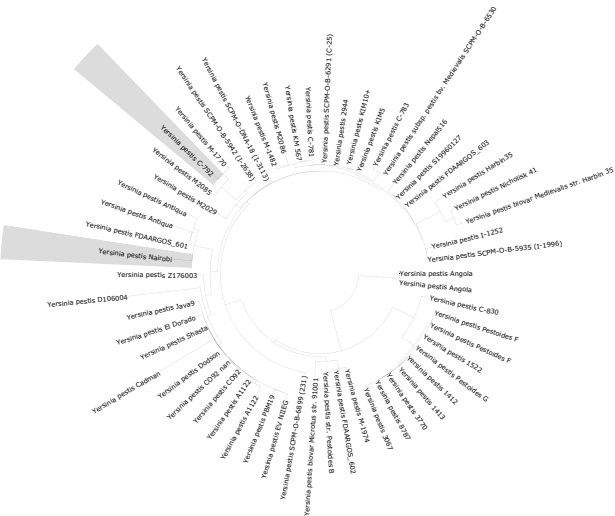 Yersinia pestis SCPM-O-B-6291 (C-25)
Yersinia pestis 2944
Yersinia pestis KIM10+
Yersinia pestis KIM5
Yersinia pestis C-783
Yersinia pestis subsp. pestis bv. Medievalis SCPM-O-B-6530
Yersinia pestis Nepal516
Yersinia pestis S19960127
Yersinia pestis FDAARGOS_603
Yersinia pestis Harbin35
Yersinia pestis Nicholisk 41
Yersinia pestis biovar Medievalis str. Harbin 35
Yersinia pestis I-1252
Yersinia pestis SCPM-O-B-5935 (I-1996)
Yersinia pestis Angola
Yersinia pestis Angola
Yersinia pestis C-830
Yersinia pestis Pestoides F
Yersinia pestis Pestoides F
Yersinia pestis 1522
Yersinia pestis Pestoides G
Yersinia pestis 1412
Yersinia pestis 1413
Yersinia pestis 3770
Yersinia pestis 8787
Yersinia pestis 3067
Yersinia pestis M-1974
Yersinia pestis FDAARGOS_602
Yersinia pestis str. Pestoides B
Yersinia pestis biovar Microtus str. 91001
Yersinia pestis SCPM-O-B-6899 (231)
Yersinia pestis EV NIIEG
Yersinia pestis PBM19
Yersinia pestis A1122
Yersinia pestis A1122
Yersinia pestis CO92
Yersinia pestis CO92_nan
Yersinia pestis Dodson
Yersinia pestis Cadman
Yersinia pestis Shasta
Yersinia pestis El Dorado
Yersinia pestis Java9
Yersinia pestis D106004
Yersinia pestis Z176003
Yersinia pestis Nairobi
Yersinia pestis FDAARGOS_601
Yersinia pestis Antiqua
Yersinia pestis Antiqua
Yersinia pestis M2029
Yersinia pestis M2085
Yersinia pestis C-792
Yersinia pestis M-1770
Yersinia pestis SCPM-O-B-5942 (I-2638)
Yersinia pestis SCPM-O-DNA-18 (I-3113)
Yersinia pestis M-1482
Yersinia pestis M2086
Yersinia pestis KM 567
Yersinia pestis C-781